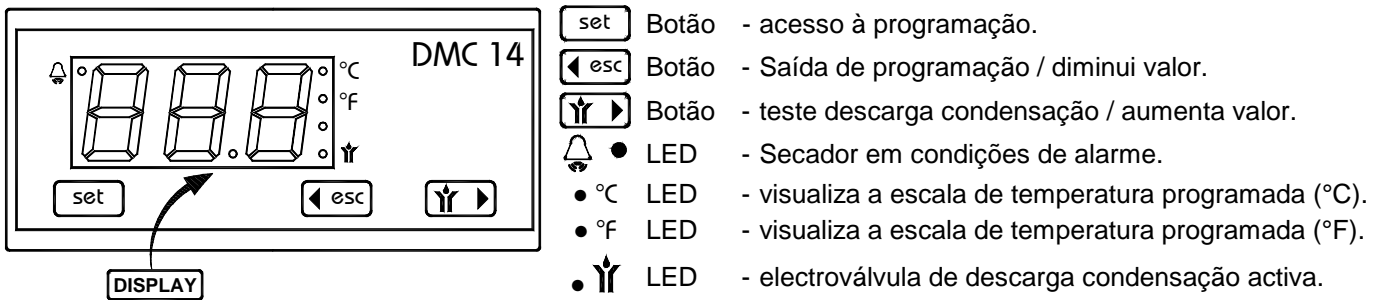 DMC 14
°C
°F
set
esc
DISPLAY
set Botão - acesso à programação.
esc Botão - Saída de programação / diminui valor.
Botão - teste descarga condensação / aumenta valor.
LED - Secador em condições de alarme.
°C LED - visualiza a escala de temperatura programada (°C).
°F LED - visualiza a escala de temperatura programada (°F).
LED - electroválvula de descarga condensação activa.